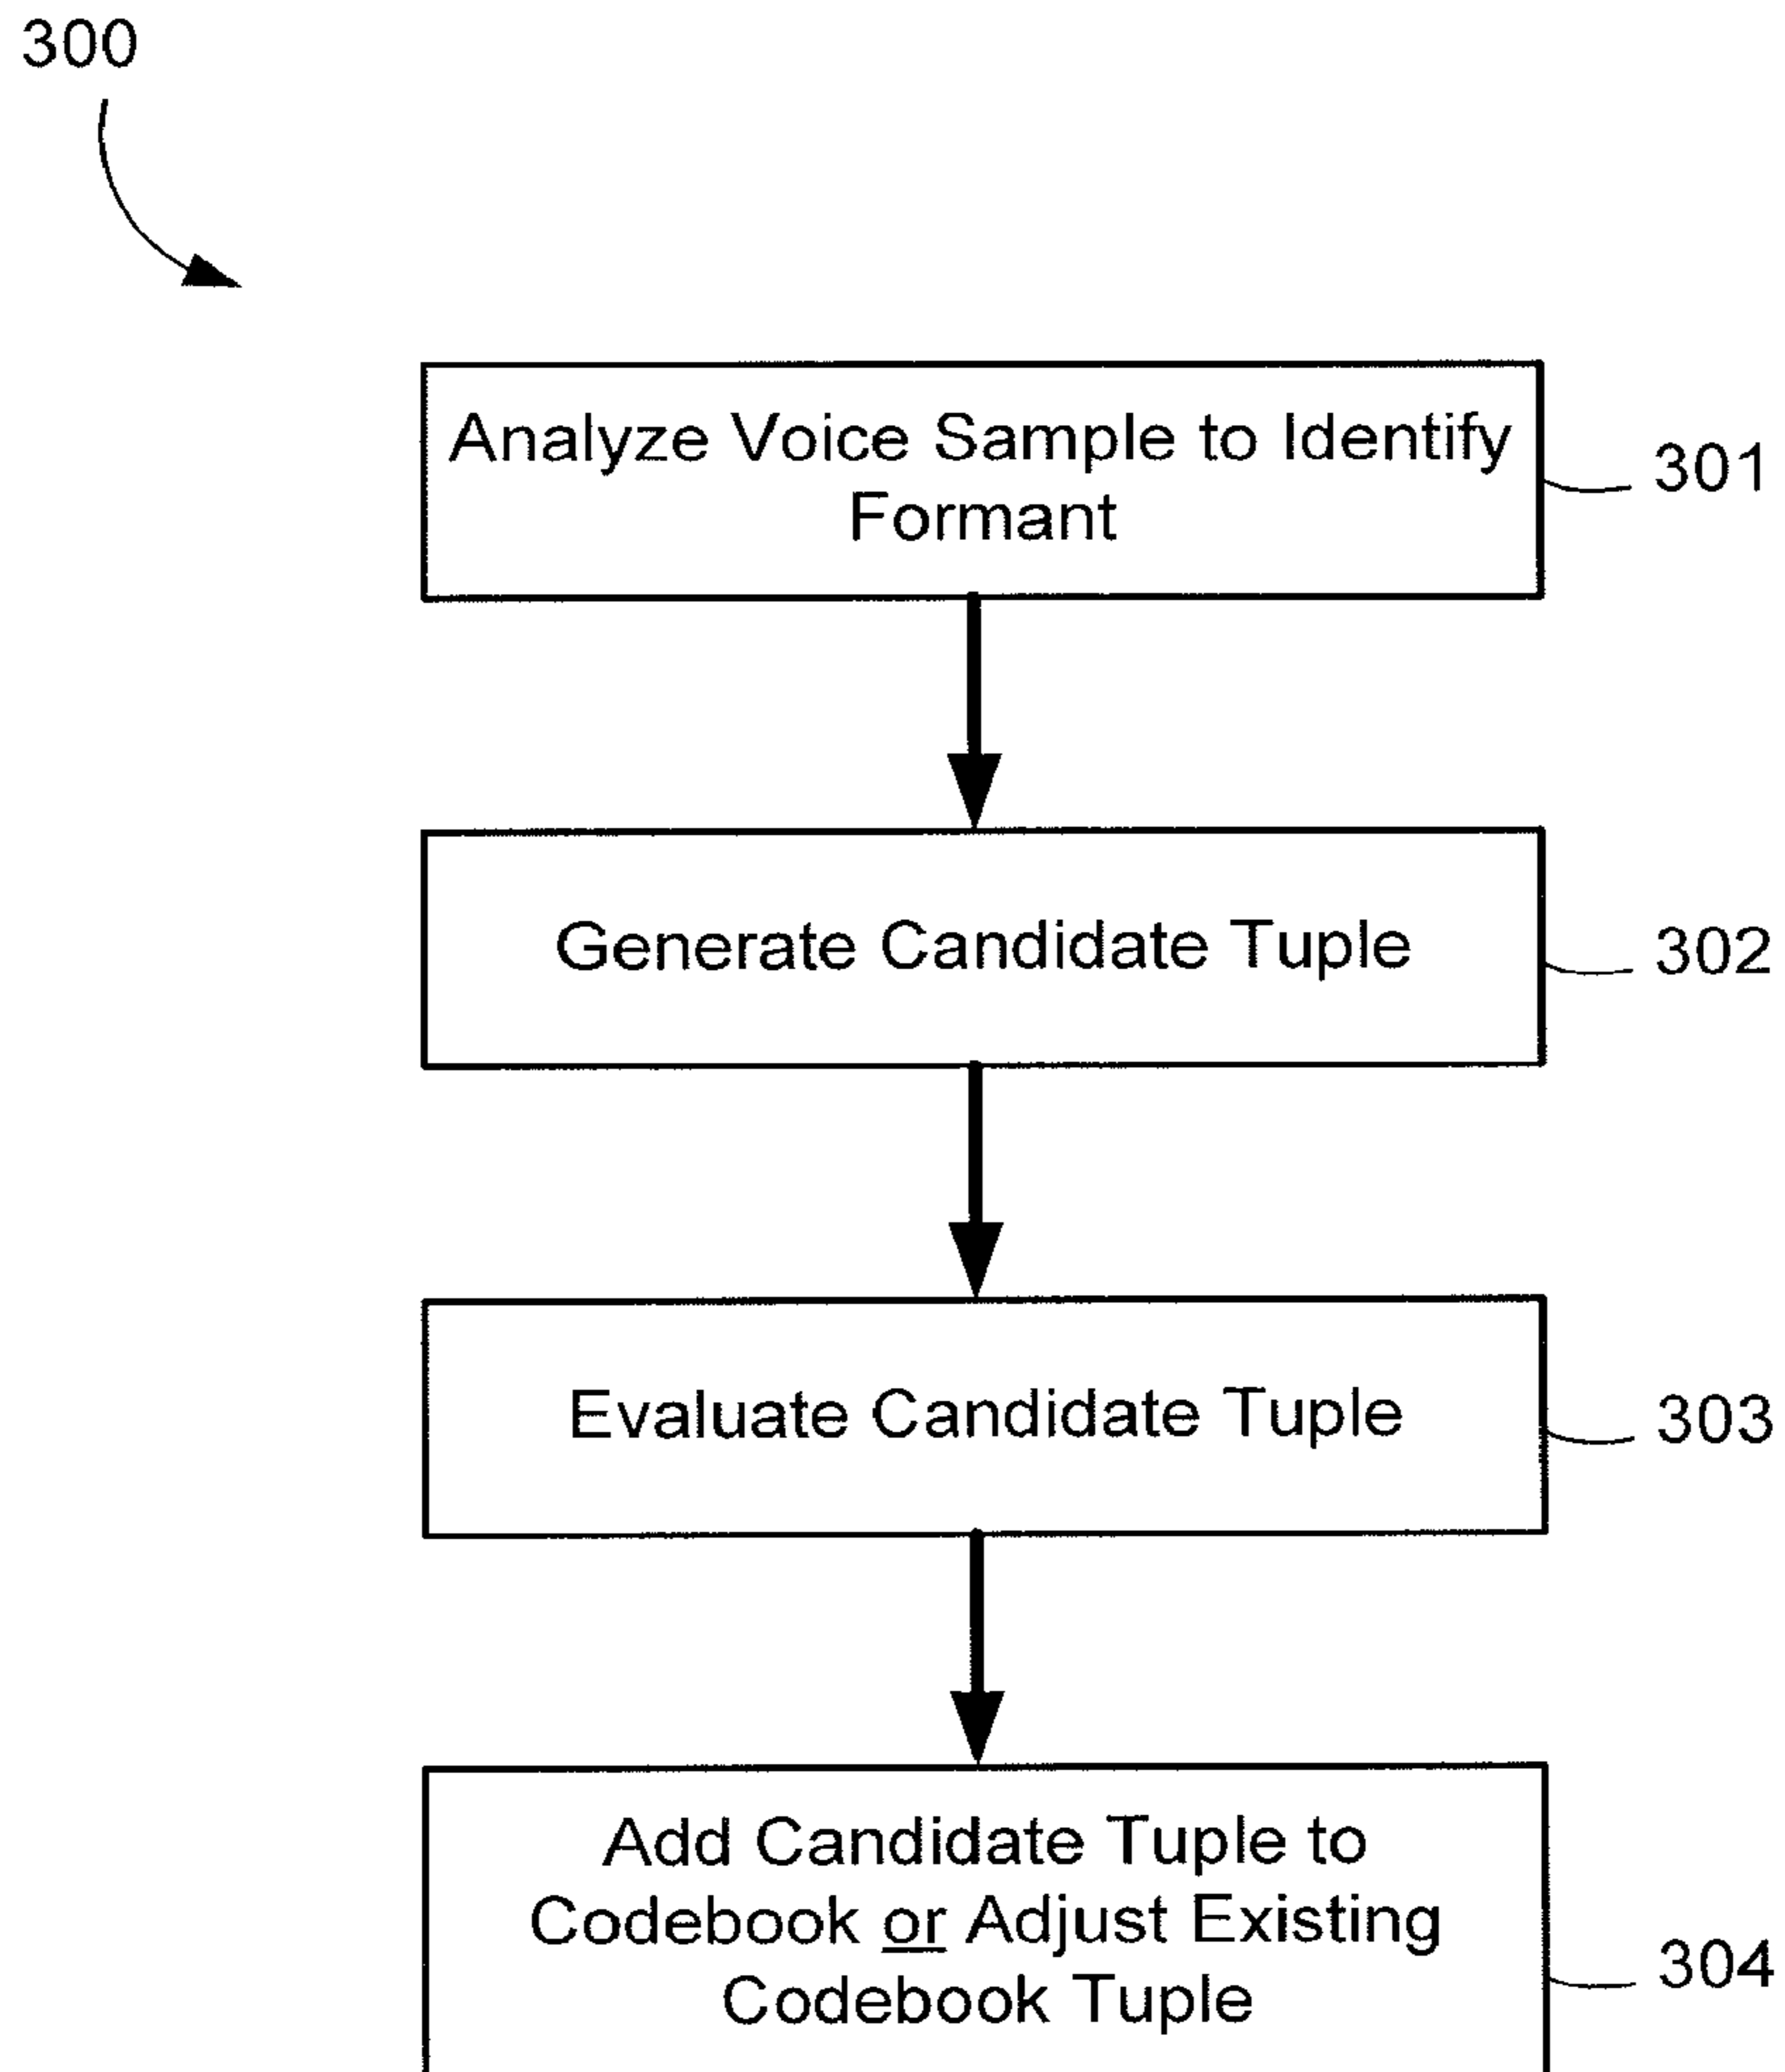 300
Analyze Voice Sample to Identify
Formant
301
Generate Candidate Tuple
302
Evaluate Candidate Tuple
303
Add Candidate Tuple to
Codebook or Adjust Existing
Codebook Tuple
304